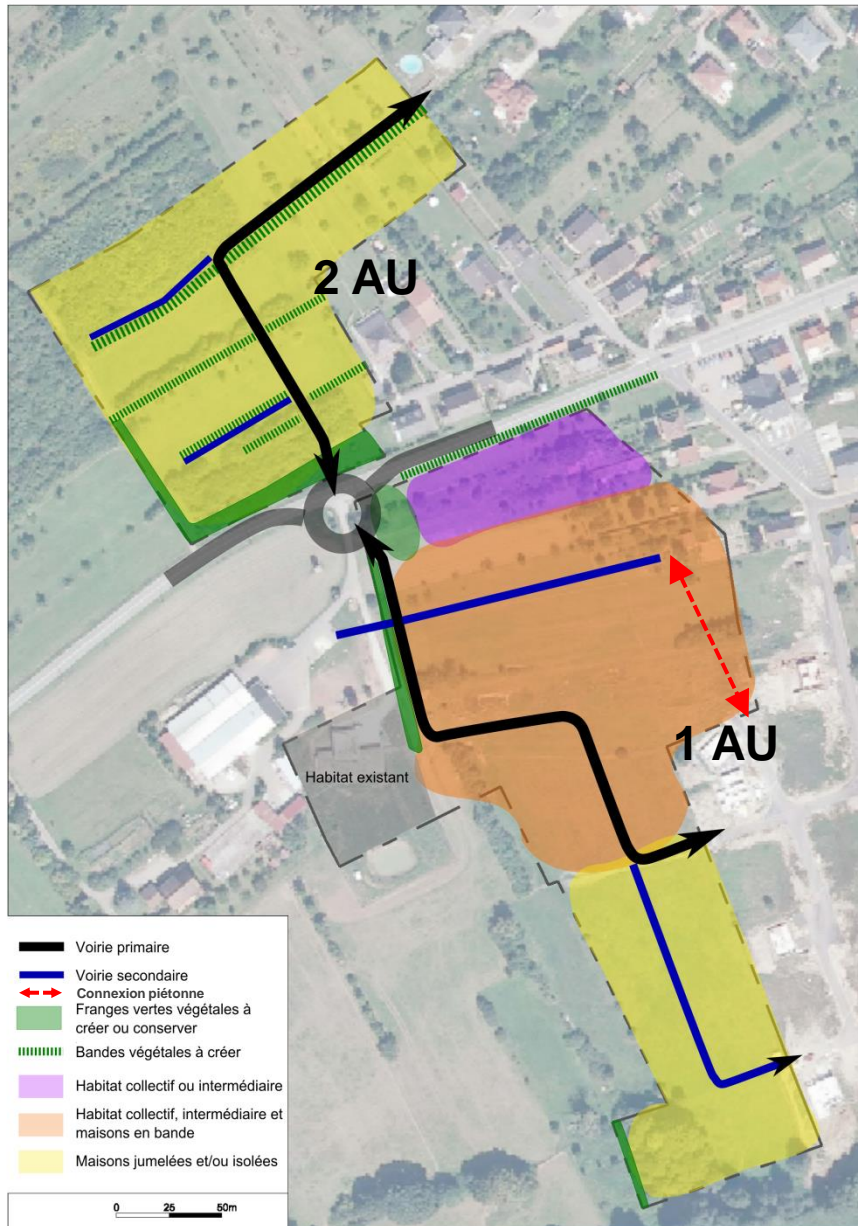 2 AU
1 AU
Habitat existant
Voirie primaire
Voirie secondaire
Connexion piétonne
Franges vertes végétales à
créer ou conserver
Bandes végétales à créer
Habitat collectif ou intermédiaire
Habitat collectif, intermédiaire et
maisons en bande
Maisons jumelées et/ou isolées
0 25 50m